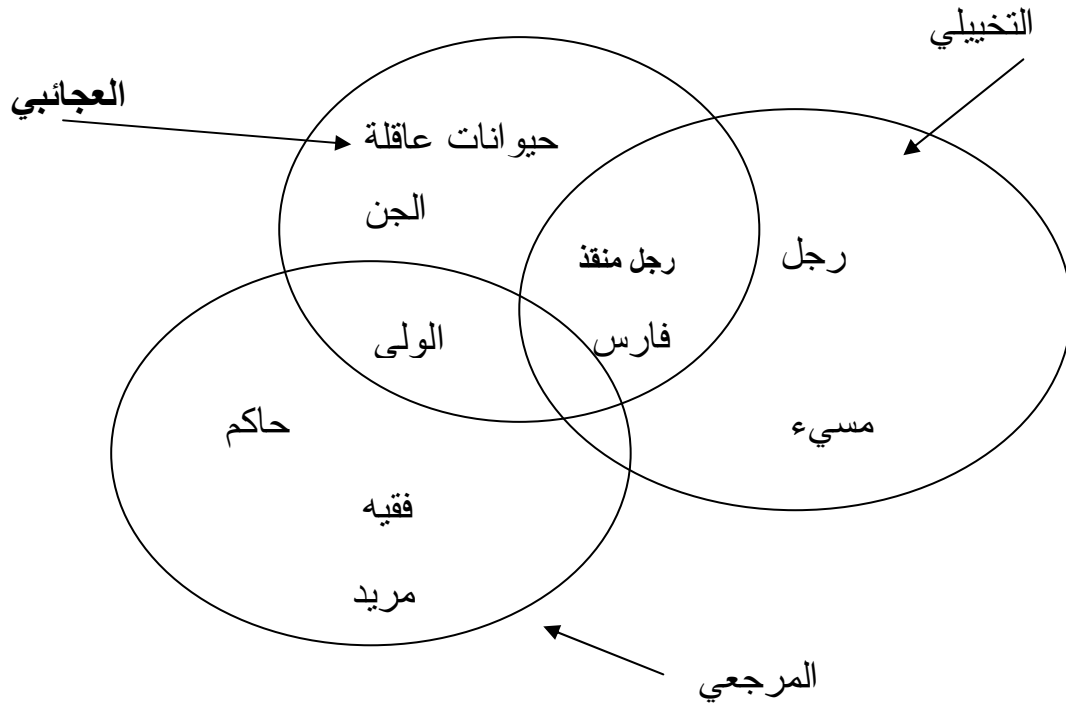 التخييلي
العجائبي
حيوانات عاقلة
الجن
رجل منقذ
رجل
فارس
الولى
مسيء
حاكم
فقيه
مريد
المرجعي